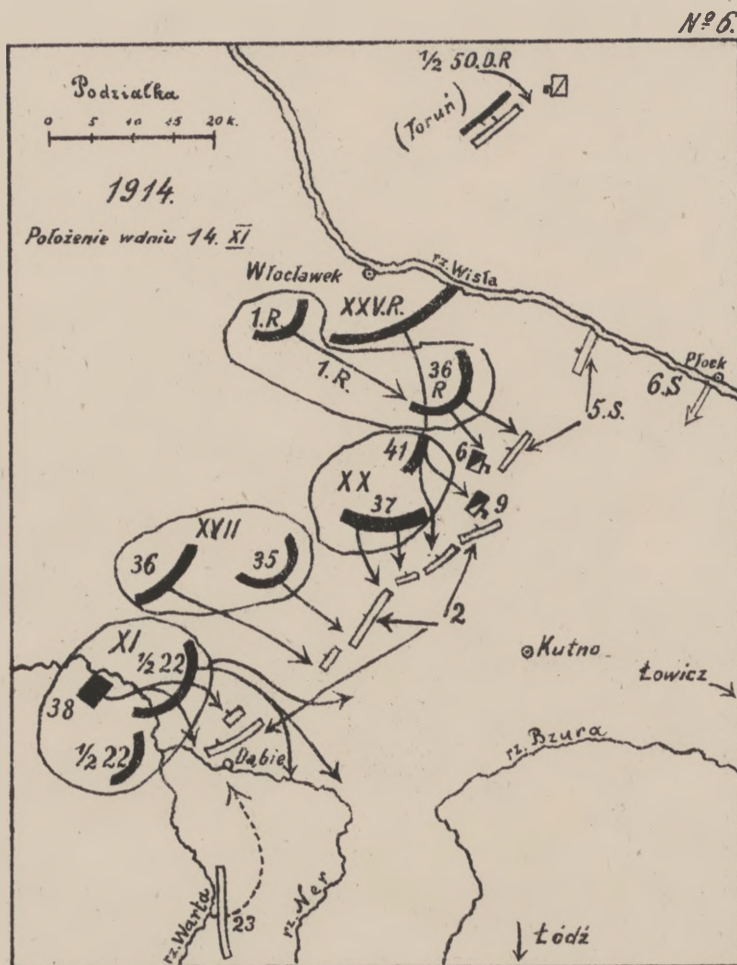 Nº 6.
½ 50.D.R
Podziałka
0 5 10 15 20 k.
(Toruń)
1914.
Położenie w dniu 14. XI
Włocławek
rz. Wisła
1.R.
XXV.R.
1.R.
36
R
Płock
6.S
5.S.
41
6
XX
37
9
XVII
36
35
2
XI
½ 22
Kutno
Łowicz
38
½ 22
Dąbie
rz. Bzura
rz. Warta
23
rz. Ner
Łódź